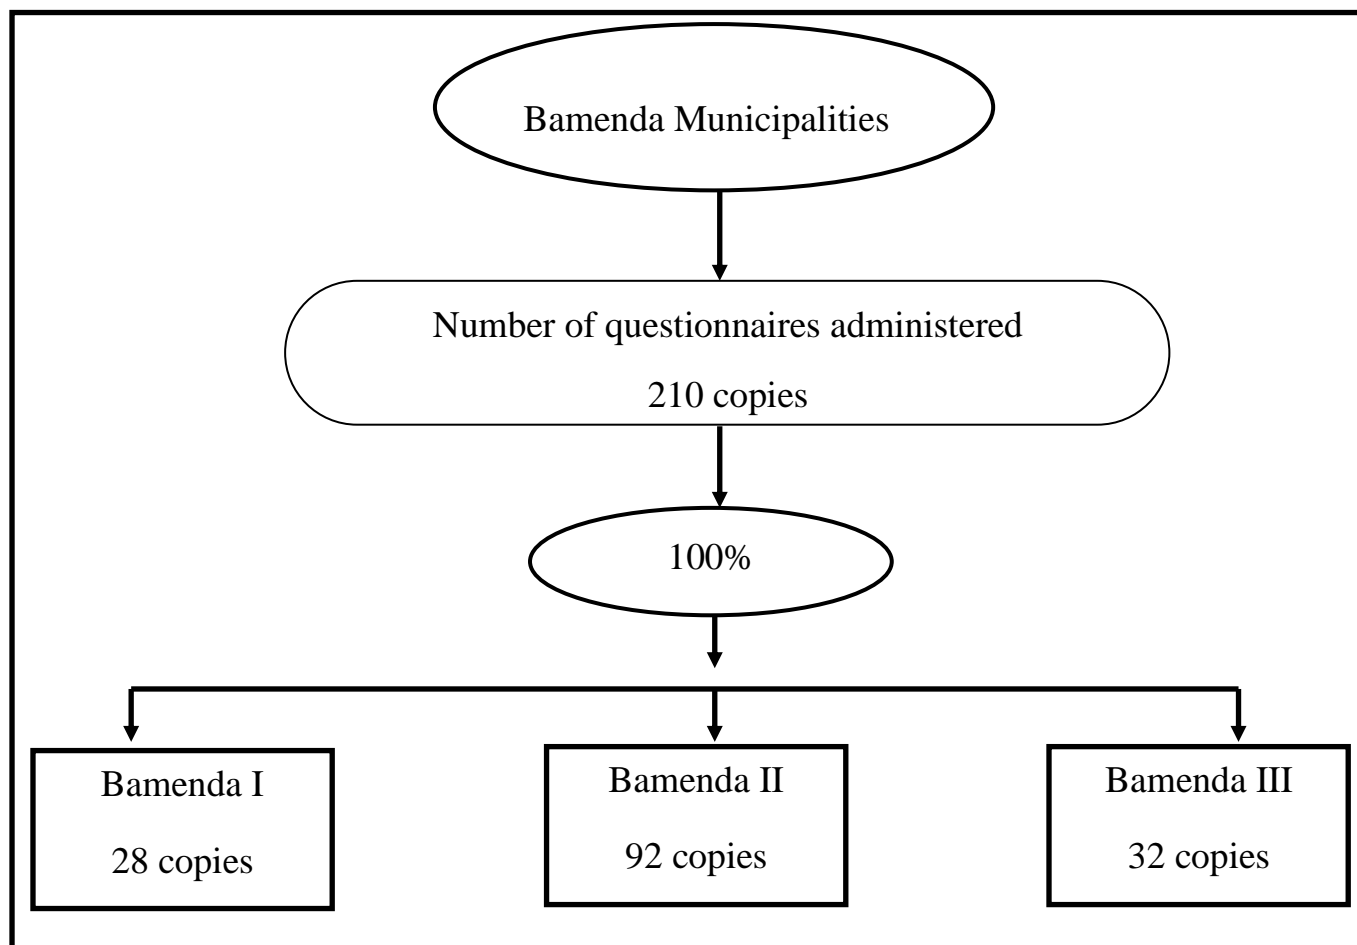 Bamenda Municipalities
Number of questionnaires administered
210 copies
100%
Bamenda I
28 copies
Bamenda II
92 copies
Bamenda III
32 copies